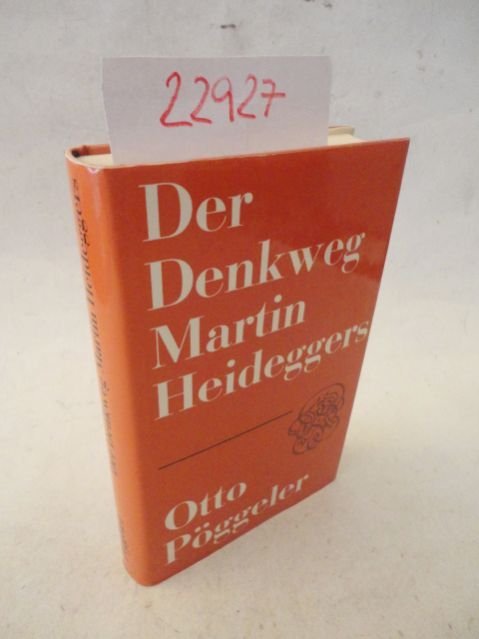 22927
Der
Denkweg
Martin
Heideggers
Otto
Pöggeler